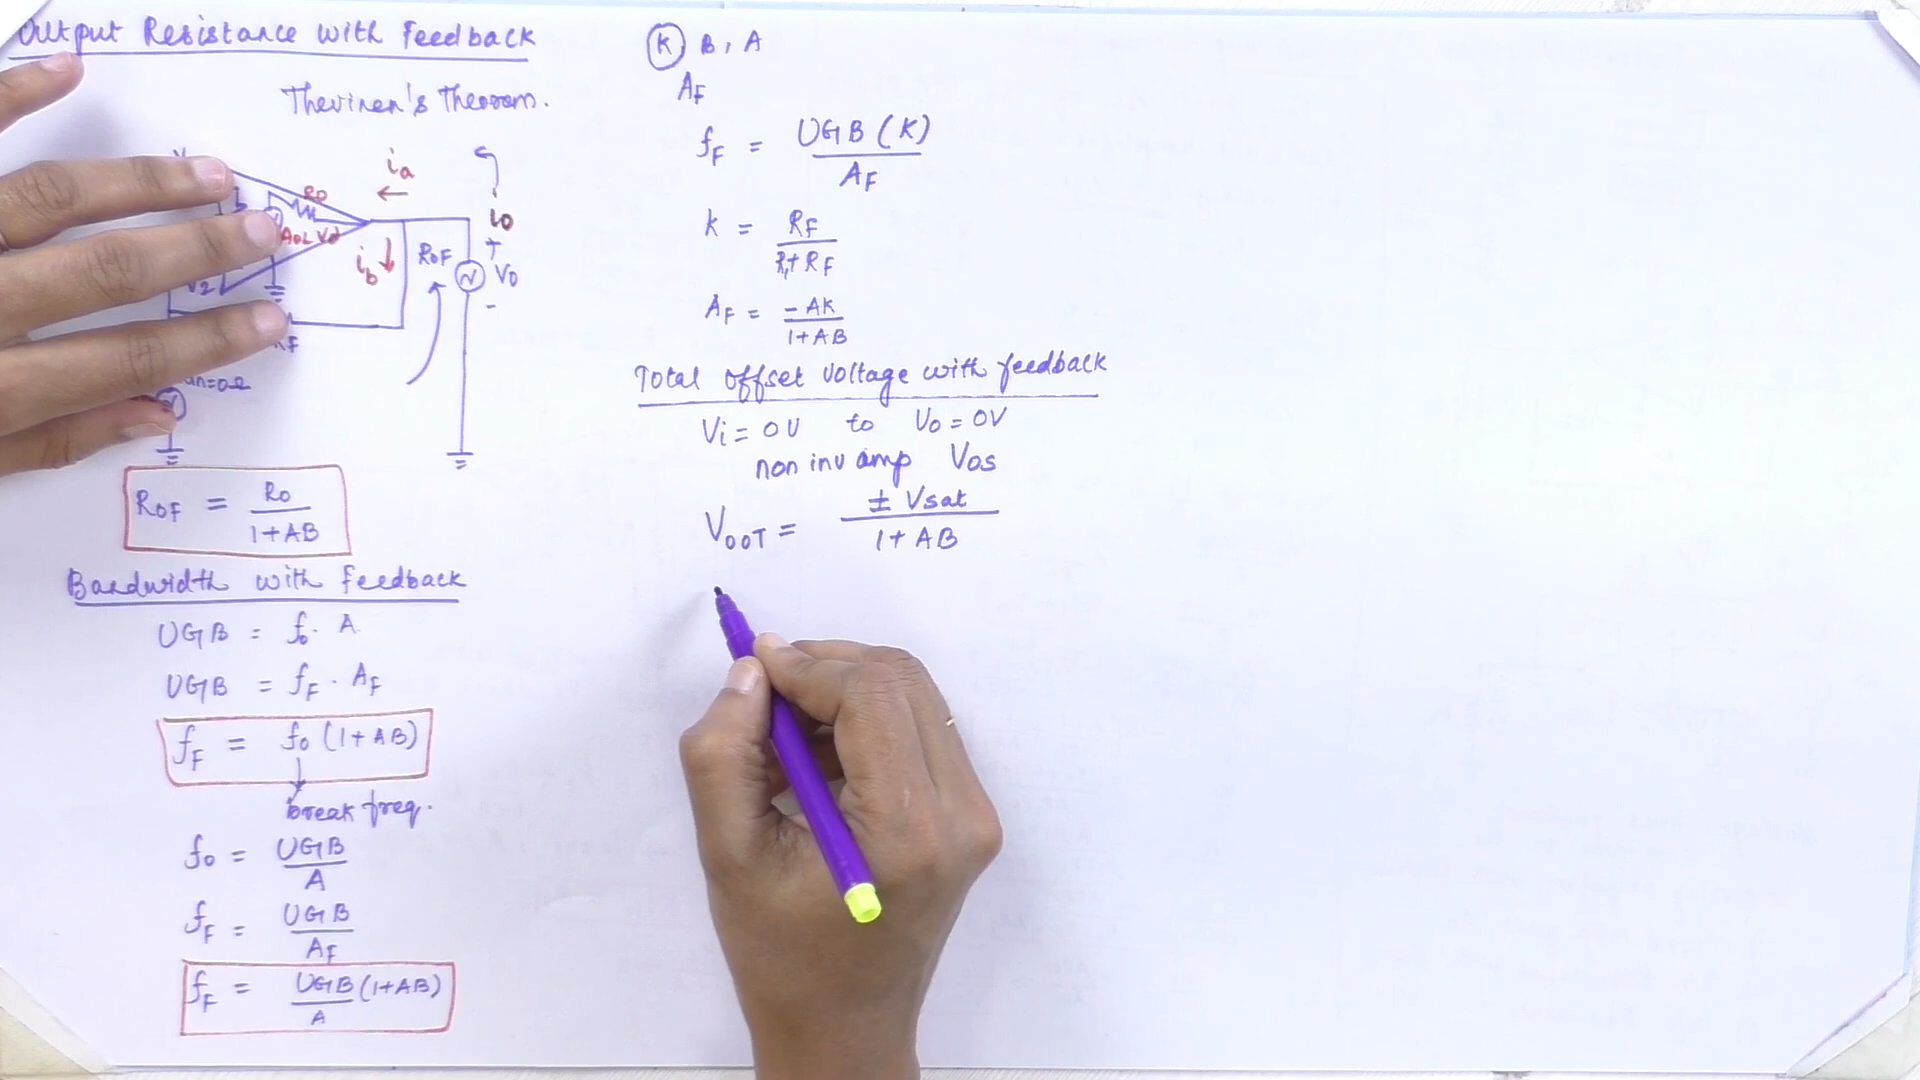 Output Resistance with Feedback
Thevinen's Theorem.
ia
io
Ro
AOL Vd
ib
ROF
+
Vo
-
V2
RF
=0Ω
ROF = Ro / 1+AB
Bandwidth with feedback
UGB = fo . A
UGB = fF . AF
fF = fo (1+AB)
break freq.
fo = UGB / A
fF = UGB / AF
fF = UGB / A (1+AB)
K B, A
AF
fF = UGB (K) / AF
K = RF / R1+RF
AF = -AK / 1+AB
Total offset voltage with feedback
Vi = 0V to Vo = 0V
non inv amp Vos
VOOT = ± Vsat / 1+AB